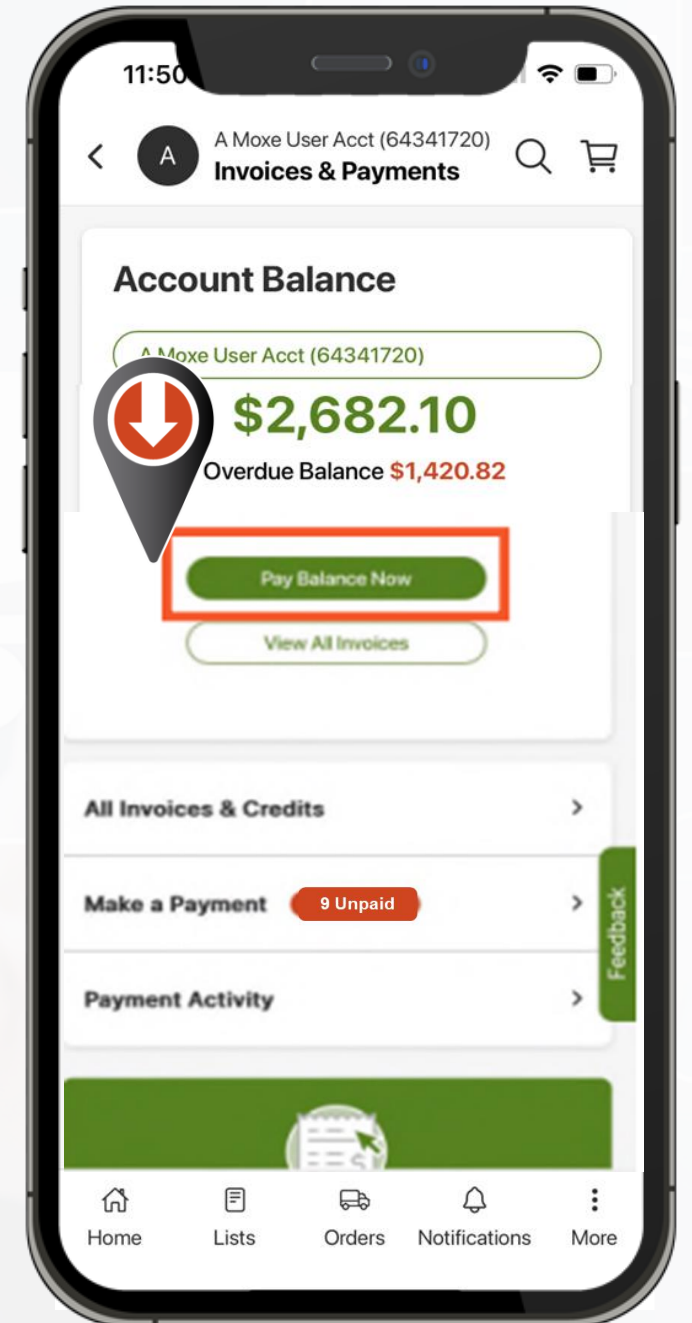 11:50
A
A Moxe User Acct (64341720)
Invoices & Payments
Account Balance
A Moxe User Acct (64341720)
$2,682.10
Overdue Balance $1,420.82
Pay Balance Now
View All Invoices
All Invoices & Credits
Make a Payment 9 Unpaid
Feedback
Payment Activity
$
Home Lists Orders Notifications More